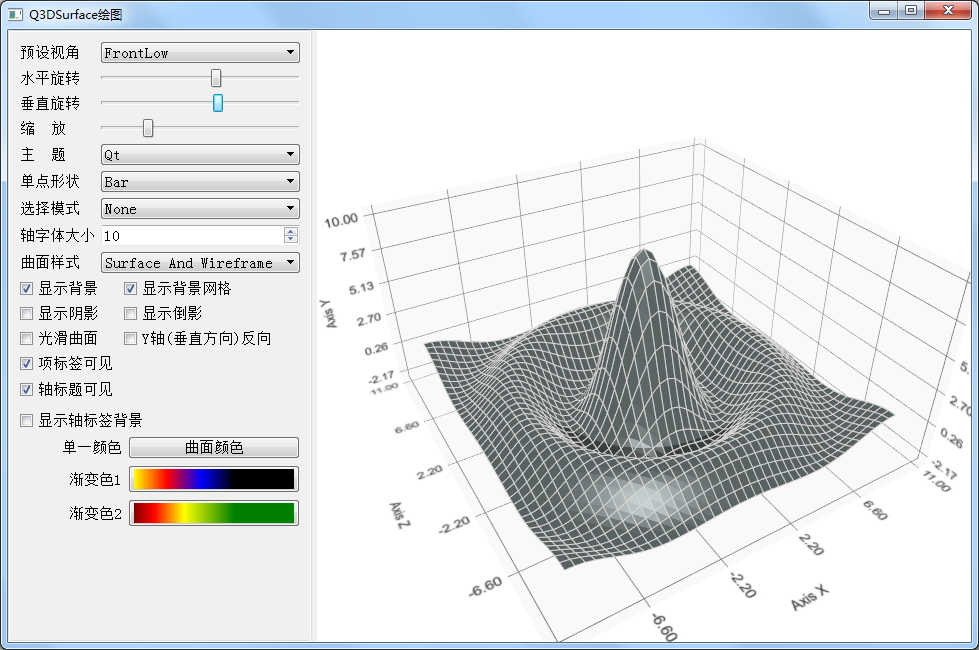 Q3DSurface绘图
预设视角 FrontLow
水平旋转
垂直旋转
缩 放
主 题 Qt
单点形状 Bar
选择模式 None
轴字体大小 10
曲面样式 Surface And Wireframe
显示背景 显示背景网格
显示阴影 显示倒影
光滑曲面 Y轴(垂直方向)反向
项标签可见
轴标题可见
显示轴标签背景
单一颜色 曲面颜色
渐变色1
渐变色2
10.00
7.57
5.13
2.70
0.26
-2.17
Axis Y
11.00
6.60
2.20
-2.20
-6.60
Axis Z
-6.60
-2.20
2.20
6.60
11.00
Axis X
5.
2.70
0.26
-2.17